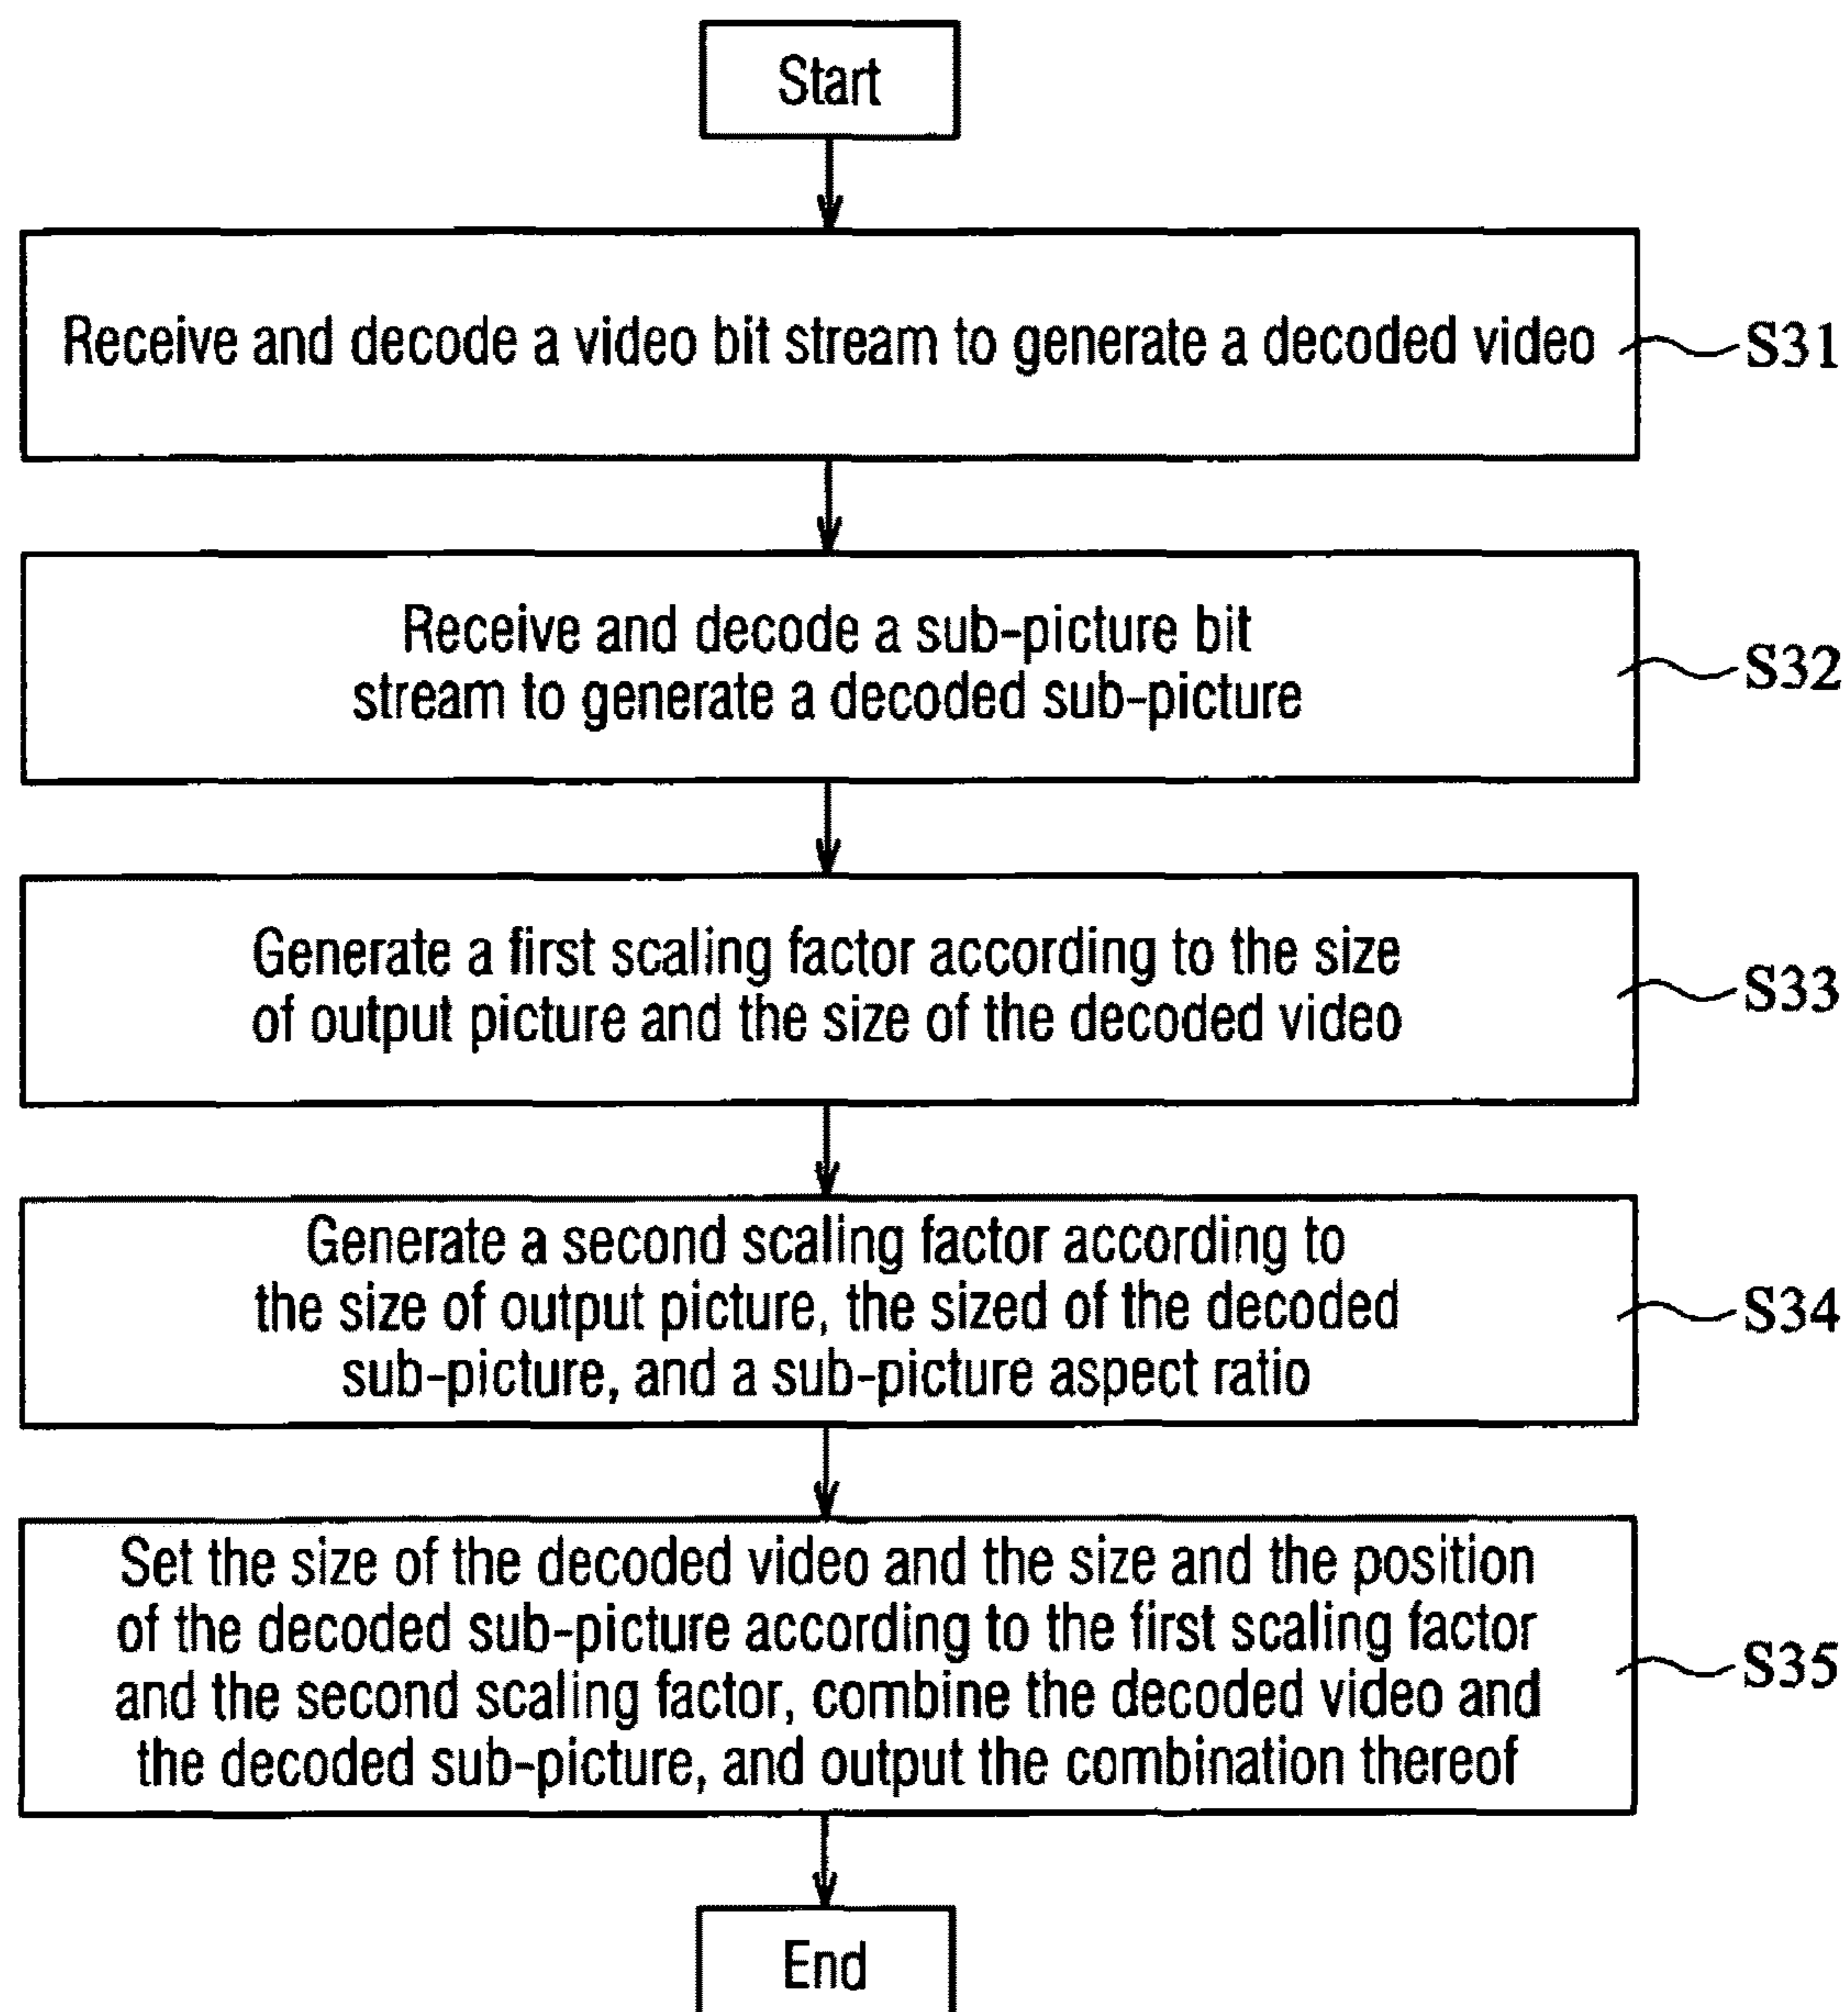 Start
Receive and decode a video bit stream to generate a decoded video
S31
Receive and decode a sub-picture bit
stream to generate a decoded sub-picture
S32
Generate a first scaling factor according to the size
of output picture and the size of the decoded video
S33
Generate a second scaling factor according to
the size of output picture, the sized of the decoded
sub-picture, and a sub-picture aspect ratio
S34
Set the size of the decoded video and the size and the position
of the decoded sub-picture according to the first scaling factor
and the second scaling factor, combine the decoded video and
the decoded sub-picture, and output the combination thereof
S35
End